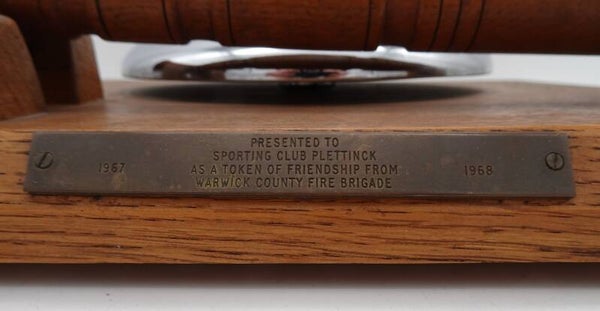 PRESENTED TO
SPORTING CLUB PLETTINCK
1967 AS A TOKEN OF FRIENDSHIP FROM 1968
WARWICK COUNTY FIRE BRIGADE